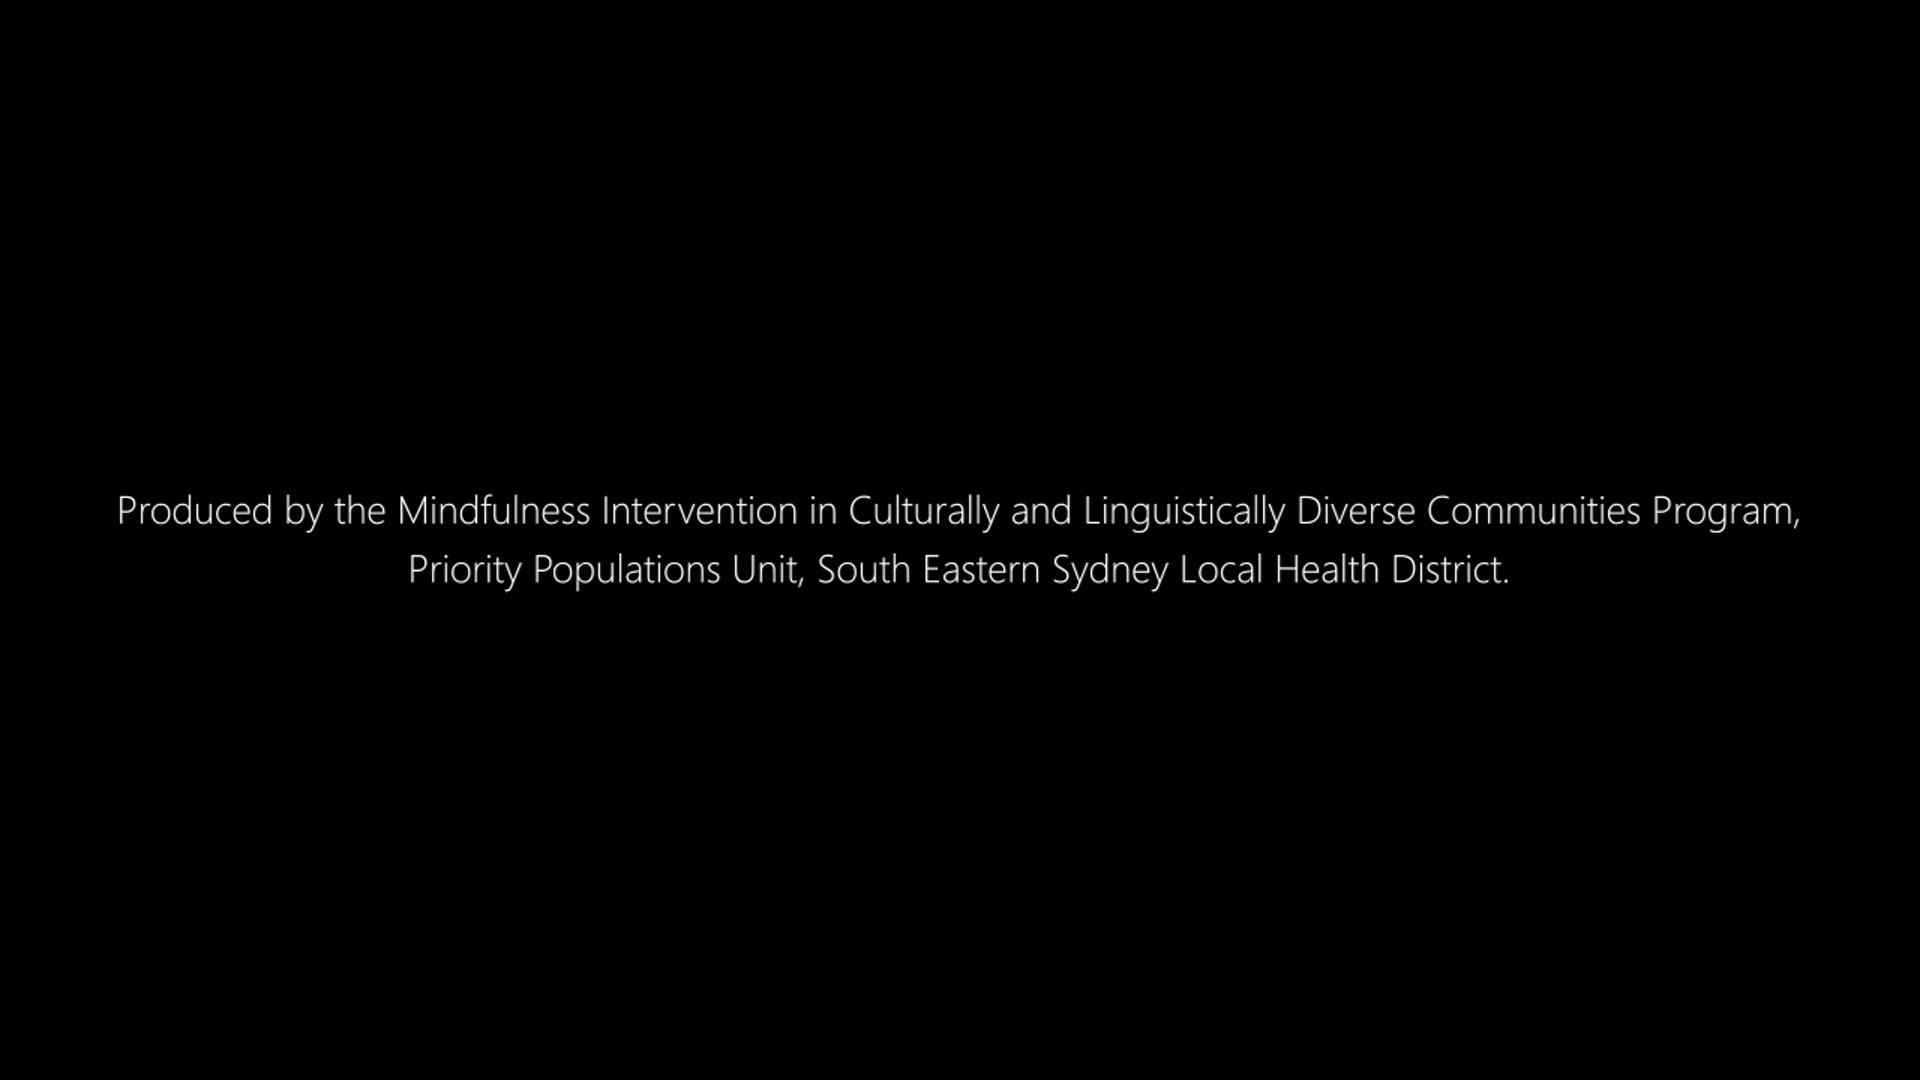 Produced by the Mindfulness Intervention in Culturally and Linguistically Diverse Communities Program,
Priority Populations Unit, South Eastern Sydney Local Health District.